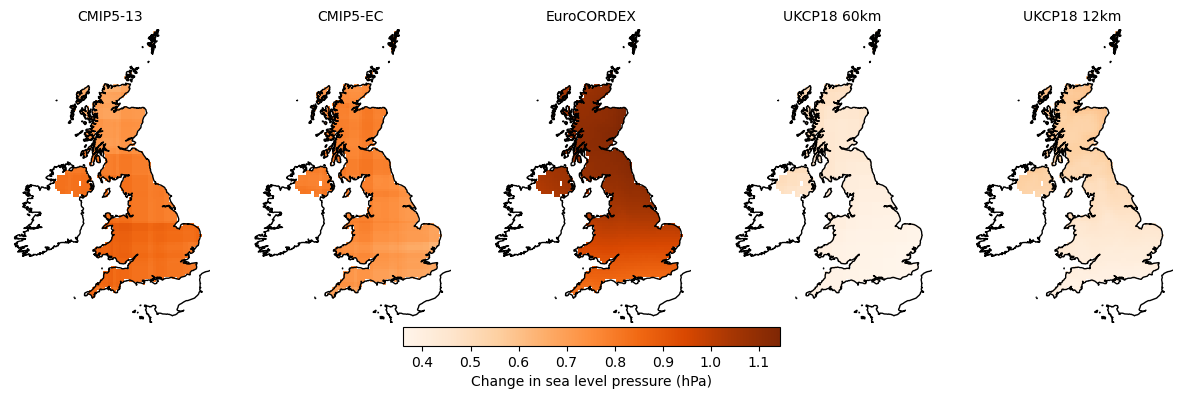 CMIP5-13 CMIP5-EC EuroCORDEX UKCP18 60km UKCP18 12km
0.4 0.5 0.6 0.7 0.8 0.9 1.0 1.1
Change in sea level pressure (hPa)